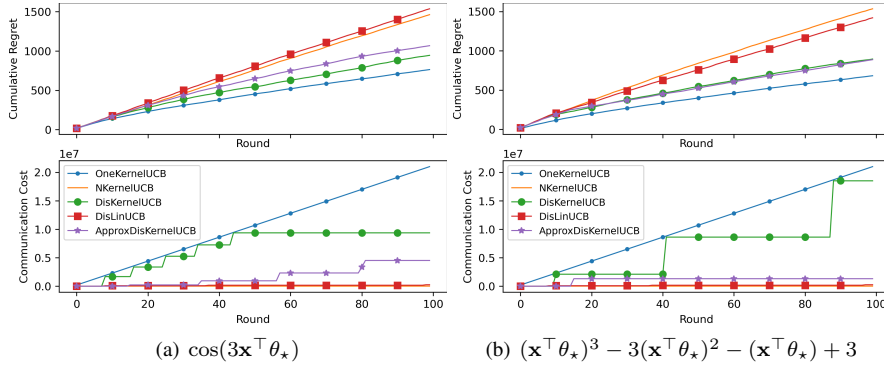 Cumulative Regret
1500
1000
500
0
0 20 40 60 80 100
Round
Communication Cost
1e7
2.0
1.5
1.0
0.5
0.0
OneKernelUCB
NKernelUCB
DisKernelUCB
DisLinUCB
ApproxDisKernelUCB
0 20 40 60 80 100
Round
(a) cos(3x⊤θ⋆)
Cumulative Regret
1500
1000
500
0
0 20 40 60 80 100
Round
Communication Cost
1e7
2.0
1.5
1.0
0.5
0.0
OneKernelUCB
NKernelUCB
DisKernelUCB
DisLinUCB
ApproxDisKernelUCB
0 20 40 60 80 100
Round
(b) (x⊤θ⋆)³ − 3(x⊤θ⋆)² − (x⊤θ⋆) + 3